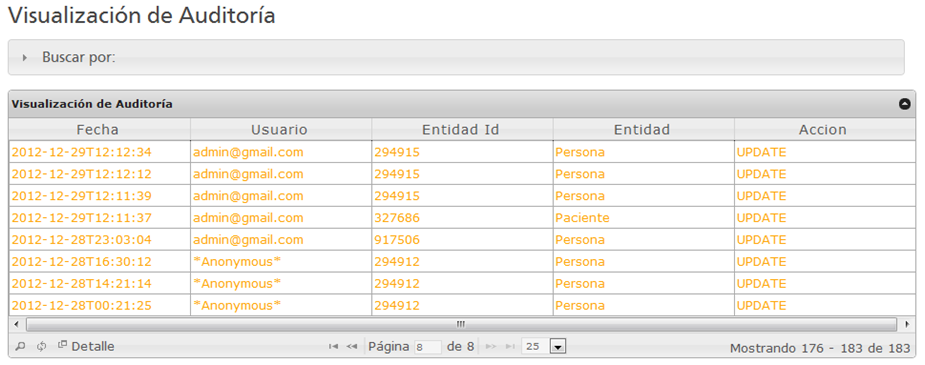 Visualización de Auditoría
Buscar por:
Visualización de Auditoría
Fecha Usuario Entidad Id Entidad Accion
2012-12-29T12:12:34 admin@gmail.com 294915 Persona UPDATE
2012-12-29T12:12:12 admin@gmail.com 294915 Persona UPDATE
2012-12-29T12:11:39 admin@gmail.com 294915 Persona UPDATE
2012-12-29T12:11:37 admin@gmail.com 327686 Paciente UPDATE
2012-12-28T23:03:04 admin@gmail.com 917506 Persona UPDATE
2012-12-28T16:30:12 *Anonymous* 294912 Persona UPDATE
2012-12-28T14:21:14 *Anonymous* 294912 Persona UPDATE
2012-12-28T00:21:25 *Anonymous* 294912 Persona UPDATE
Detalle Página 8 de 8 25 Mostrando 176 - 183 de 183